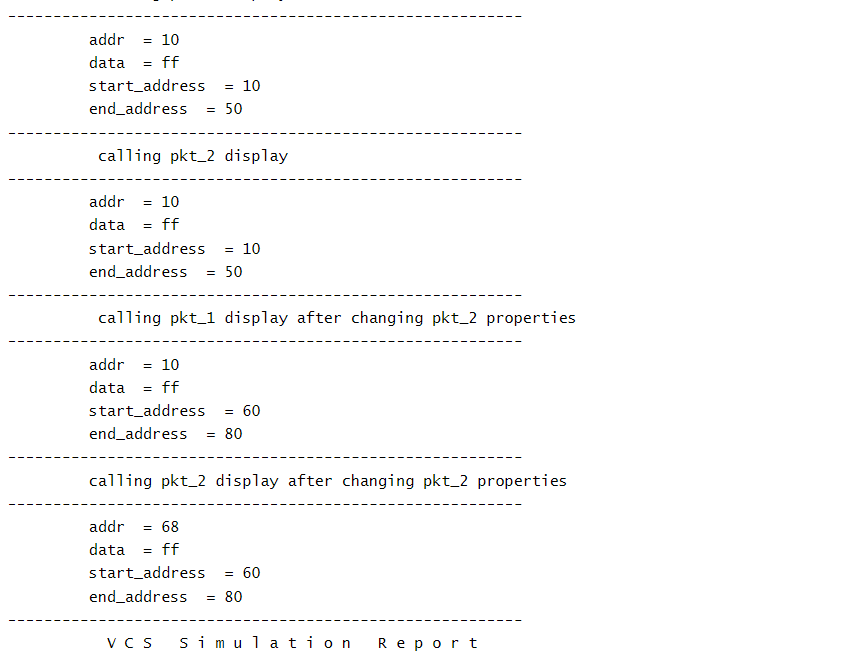 -------------------------------------------------------
addr = 10
data = ff
start_address = 10
end_address = 50
-------------------------------------------------------
calling pkt_2 display
-------------------------------------------------------
addr = 10
data = ff
start_address = 10
end_address = 50
-------------------------------------------------------
calling pkt_1 display after changing pkt_2 properties
-------------------------------------------------------
addr = 10
data = ff
start_address = 60
end_address = 80
-------------------------------------------------------
calling pkt_2 display after changing pkt_2 properties
-------------------------------------------------------
addr = 68
data = ff
start_address = 60
end_address = 80
-------------------------------------------------------
V C S   S i m u l a t i o n   R e p o r t